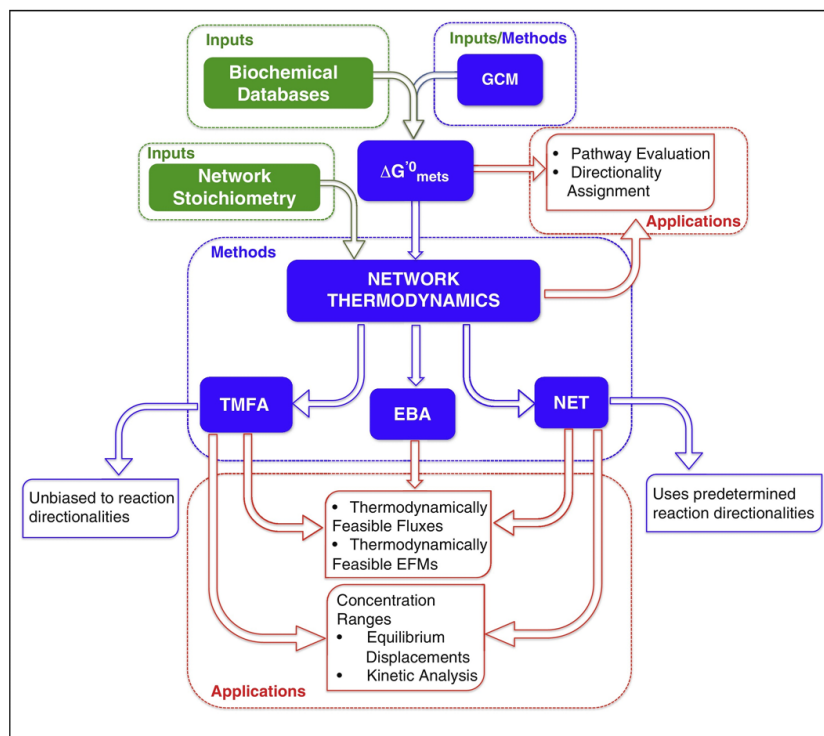 Inputs
Biochemical
Databases
Inputs/Methods
GCM
Inputs
Network
Stoichiometry
ΔG'⁰mets
• Pathway Evaluation
• Directionality
Assignment
Applications
Methods
NETWORK
THERMODYNAMICS
TMFA
EBA
NET
Unbiased to reaction
directionalities
Uses predetermined
reaction directionalities
• Thermodynamically
Feasible Fluxes
• Thermodynamically
Feasible EFMs
Concentration
Ranges
• Equilibrium
Displacements
• Kinetic Analysis
Applications